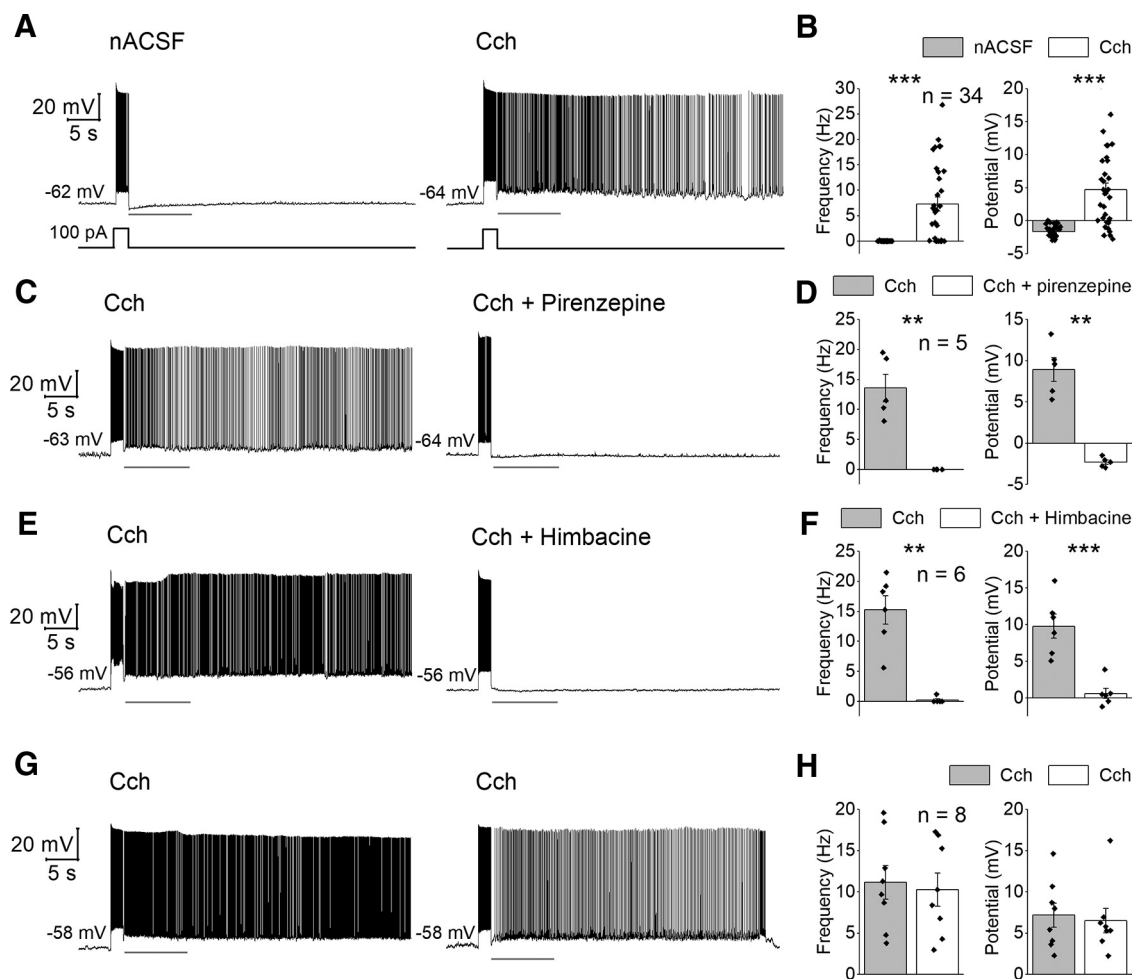 A
nACSF
Cch
20 mV
5 s
-62 mV
-64 mV
100 pA
B
nACSF Cch
*** n = 34
Frequency (Hz)
30
25
20
15
10
5
0
***
Potential (mV)
20
15
10
5
0
-5
C
Cch
Cch + Pirenzepine
20 mV
5 s
-63 mV
-64 mV
D
Cch Cch + pirenzepine
** n = 5
Frequency (Hz)
25
20
15
10
5
0
**
Potential (mV)
15
10
5
0
-5
E
Cch
Cch + Himbacine
20 mV
5 s
-56 mV
-56 mV
F
Cch Cch + Himbacine
** n = 6
Frequency (Hz)
25
20
15
10
5
0
***
Potential (mV)
20
15
10
5
0
G
Cch
Cch
20 mV
5 s
-58 mV
-58 mV
H
Cch Cch
n = 8
Frequency (Hz)
20
15
10
5
0
Potential (mV)
20
15
10
5
0